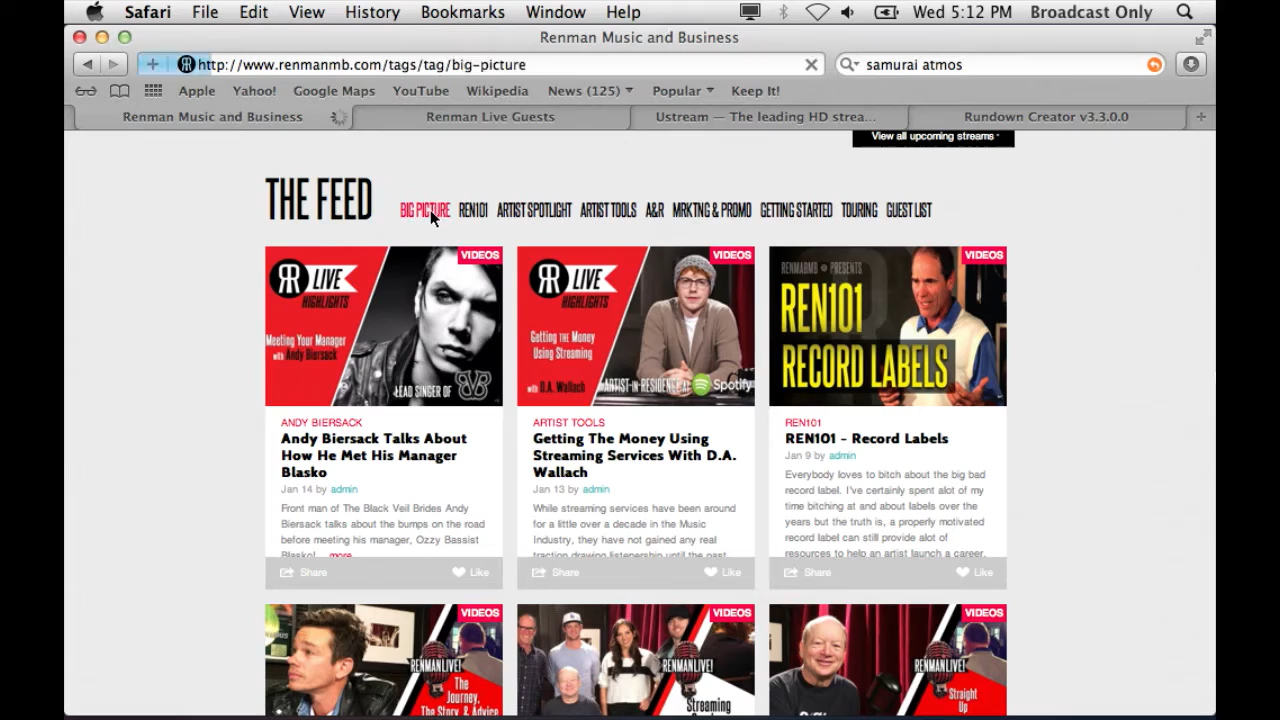 Safari File Edit View History Bookmarks Window Help Wed 5:12 PM Broadcast Only
Renman Music and Business
http://www.renmanmb.com/tags/tag/big-picture
samurai atmos
Apple Yahoo! Google Maps YouTube Wikipedia News (125) Popular Keep It!
Renman Music and Business Renman Live Guests Ustream — The leading HD strea... Rundown Creator v3.3.0.0
View all upcoming streams
THE FEED
BIG PICTURE REN101 ARTIST SPOTLIGHT ARTIST TOOLS A&R MRKTNG & PROMO GETTING STARTED TOURING GUEST LIST
VIDEOS
LIVE
HIGHLIGHTS
Meeting Your Manager
with Andy Biersack
LEAD SINGER OF
ANDY BIERSACK
Andy Biersack Talks About
How He Met His Manager
Blasko
Jan 14 by admin
Front man of The Black Veil Brides Andy
Biersack talks about the bumps on the road
before meeting his manager, Ozzy Bassist
Blasko! ... more
Share Like
VIDEOS
LIVE
HIGHLIGHTS
Getting THE Money
Using Streaming
with D.A. Wallach
#ARTIST-IN-RESIDENCE AT Spotify
ARTIST TOOLS
Getting The Money Using
Streaming Services With D.A.
Wallach
Jan 13 by admin
While streaming services have been around
for a little over a decade in the Music
Industry, they have not gained any real
traction drawing listenership until the past
Share Like
VIDEOS
RENMANMB PRESENTS
REN101
RECORD LABELS
REN101
REN101 - Record Labels
Jan 9 by admin
Everybody loves to bitch about the big bad
record label. I've certainly spent alot of my
time bitching at and about labels over the
years but the truth is, a properly motivated
record label can still provide alot of
resources to help an artist launch a career.
Share Like
VIDEOS
RENMANLIVE!
The
Journey,
The Story, & Advice
VIDEOS
RENMANLIVE!
Streaming
VIDEOS
RENMANLIVE!
Straight
Up